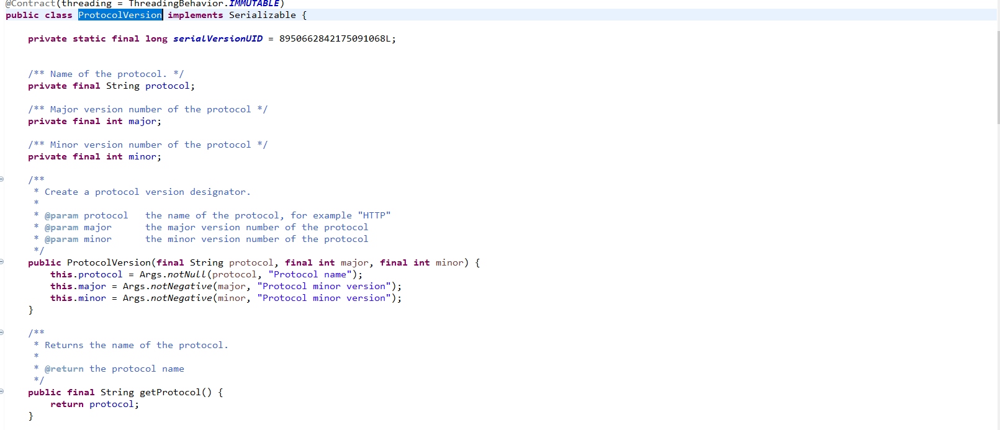 @Contract(threading = ThreadingBehavior.IMMUTABLE)
public class ProtocolVersion implements Serializable {
private static final long serialVersionUID = 8950662842175091068L;
/** Name of the protocol. */
private final String protocol;
/** Major version number of the protocol */
private final int major;
/** Minor version number of the protocol */
private final int minor;
/**
* Create a protocol version designator.
*
* @param protocol   the name of the protocol, for example "HTTP"
* @param major      the major version number of the protocol
* @param minor      the minor version number of the protocol
*/
public ProtocolVersion(final String protocol, final int major, final int minor) {
this.protocol = Args.notNull(protocol, "Protocol name");
this.major = Args.notNegative(major, "Protocol minor version");
this.minor = Args.notNegative(minor, "Protocol minor version");
}
/**
* Returns the name of the protocol.
*
* @return the protocol name
*/
public final String getProtocol() {
return protocol;
}